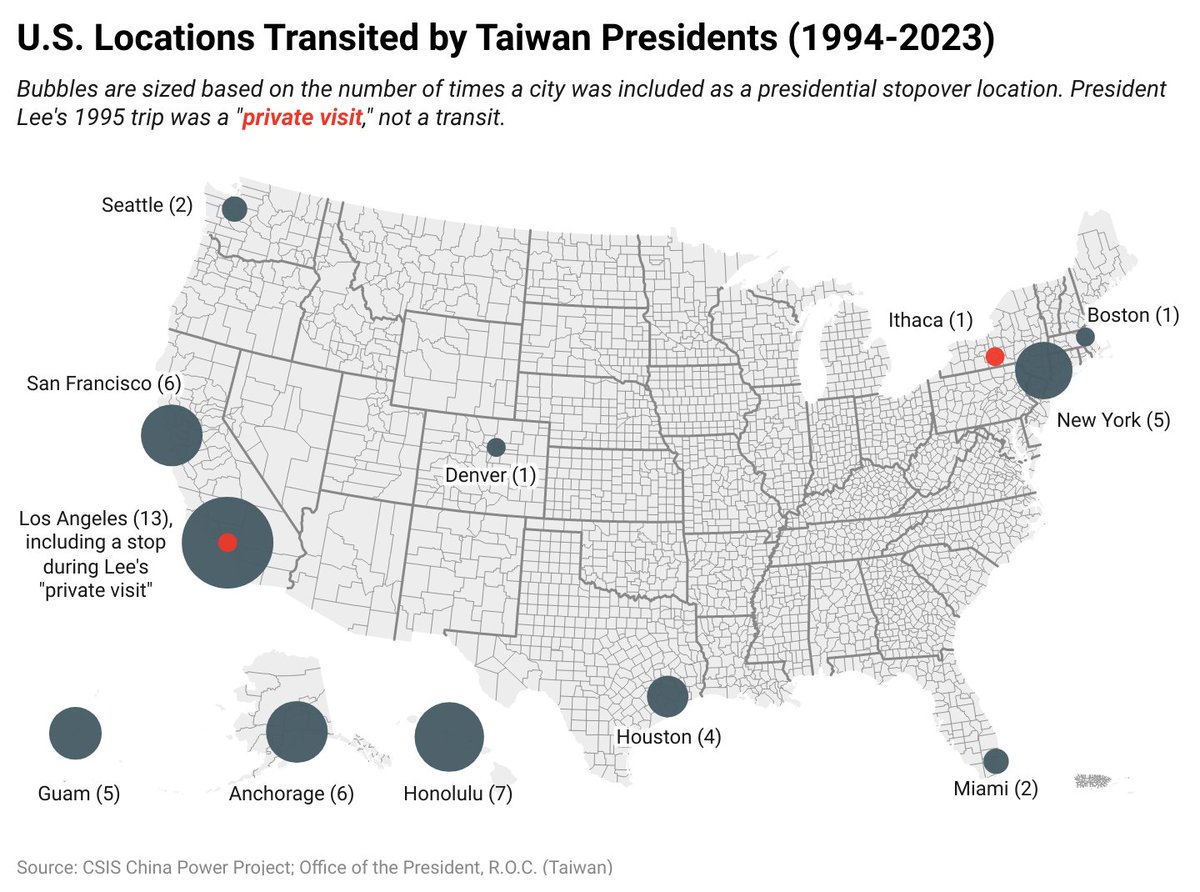 U.S. Locations Transited by Taiwan Presidents (1994-2023)
Bubbles are sized based on the number of times a city was included as a presidential stopover location. President
Lee's 1995 trip was a "private visit," not a transit.
Seattle (2)
Ithaca (1)
Boston (1)
San Francisco (6)
New York (5)
Denver (1)
Los Angeles (13),
including a stop
during Lee's
"private visit"
Houston (4)
Miami (2)
Guam (5)
Anchorage (6)
Honolulu (7)
Source: CSIS China Power Project; Office of the President, R.O.C. (Taiwan)